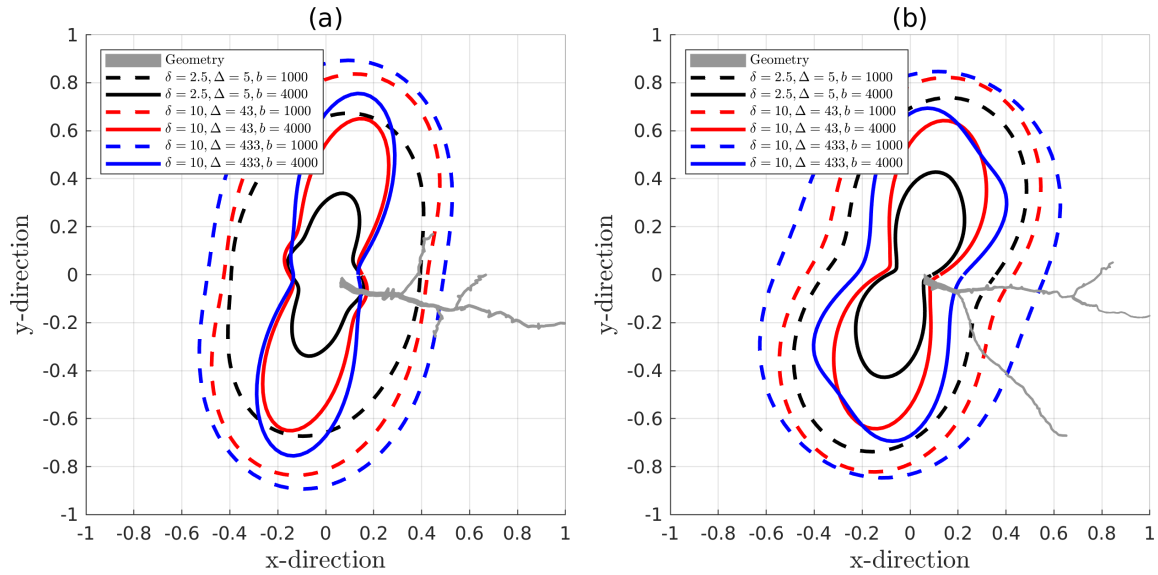 (a)
1
0.8
0.6
0.4
0.2
0
-0.2
-0.4
-0.6
-0.8
-1
y-direction
Geometry
δ = 2.5, Δ = 5, b = 1000
δ = 2.5, Δ = 5, b = 4000
δ = 10, Δ = 43, b = 1000
δ = 10, Δ = 43, b = 4000
δ = 10, Δ = 433, b = 1000
δ = 10, Δ = 433, b = 4000
-1 -0.8 -0.6 -0.4 -0.2 0 0.2 0.4 0.6 0.8 1
x-direction
(b)
1
0.8
0.6
0.4
0.2
0
-0.2
-0.4
-0.6
-0.8
-1
y-direction
Geometry
δ = 2.5, Δ = 5, b = 1000
δ = 2.5, Δ = 5, b = 4000
δ = 10, Δ = 43, b = 1000
δ = 10, Δ = 43, b = 4000
δ = 10, Δ = 433, b = 1000
δ = 10, Δ = 433, b = 4000
-1 -0.8 -0.6 -0.4 -0.2 0 0.2 0.4 0.6 0.8 1
x-direction